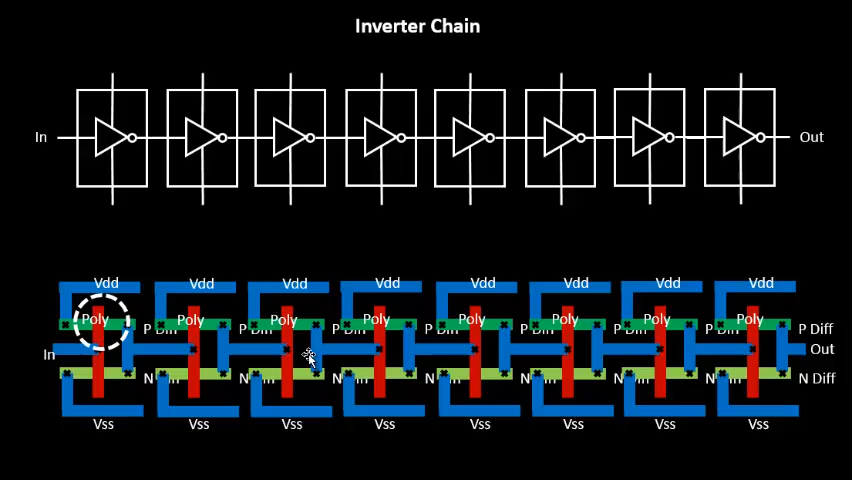 Inverter Chain
In Out
Vdd Vdd Vdd Vdd Vdd Vdd Vdd Vdd
Poly Poly Poly Poly Poly Poly Poly Poly
P Diff P Diff P Diff P Diff P Diff P Diff P Diff P Diff
In Out
N Diff N Diff N Diff N Diff N Diff N Diff N Diff N Diff
Vss Vss Vss Vss Vss Vss Vss Vss